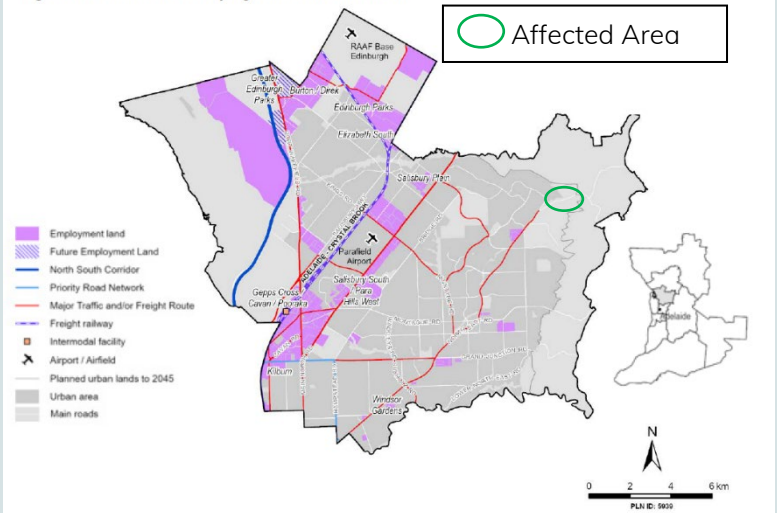 Affected Area
RAAF Base
Edinburgh
Greater
Edinburgh
Parks
Burton / Direk
Edinburgh Parks
Elizabeth South
Salisbury Plain
ADELAIDE - CRYSTAL BROOK
Parafield
Airport
Salisbury South
/ Para
Hills West
Gepps Cross
Cavan / Pooraka
Kilburn
Windsor
Gardens
Employment land
Future Employment Land
North South Corridor
Priority Road Network
Major Traffic and/or Freight Route
Freight railway
Intermodal facility
Airport / Airfield
Planned urban lands to 2045
Urban area
Main roads
Adelaide
N
0 2 4 6 km
PLN ID: 5939